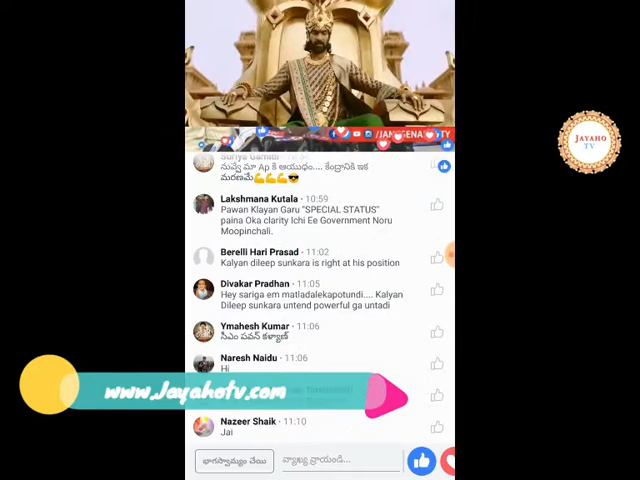 /JANASENAPARTY
JAYAHO
TV
నువ్వే మా Ap కి ఆయుధం.... కేంద్రానికి ఇక
మరణమే💪💪💪😎
Lakshmana Kutala · 10:59
Pawan Klayan Garu "SPECIAL STATUS"
paina Oka clarity Ichi Ee Government Noru
Moopinchali.
Berelli Hari Prasad · 11:02
Kalyan dileep sunkara is right at his position
Divakar Pradhan · 11:05
Hey sariga em matladalekapotundi.... Kalyan
Dileep sunkara untend powerful ga untadi
Ymahesh Kumar · 11:06
సీఎం పవన్ కళ్యాణ్
Naresh Naidu · 11:06
Hi
www.Jayahotv.com
Nazeer Shaik · 11:10
Jai
భాగస్వామ్యం చేయి
వ్యాఖ్య వ్రాయండి...